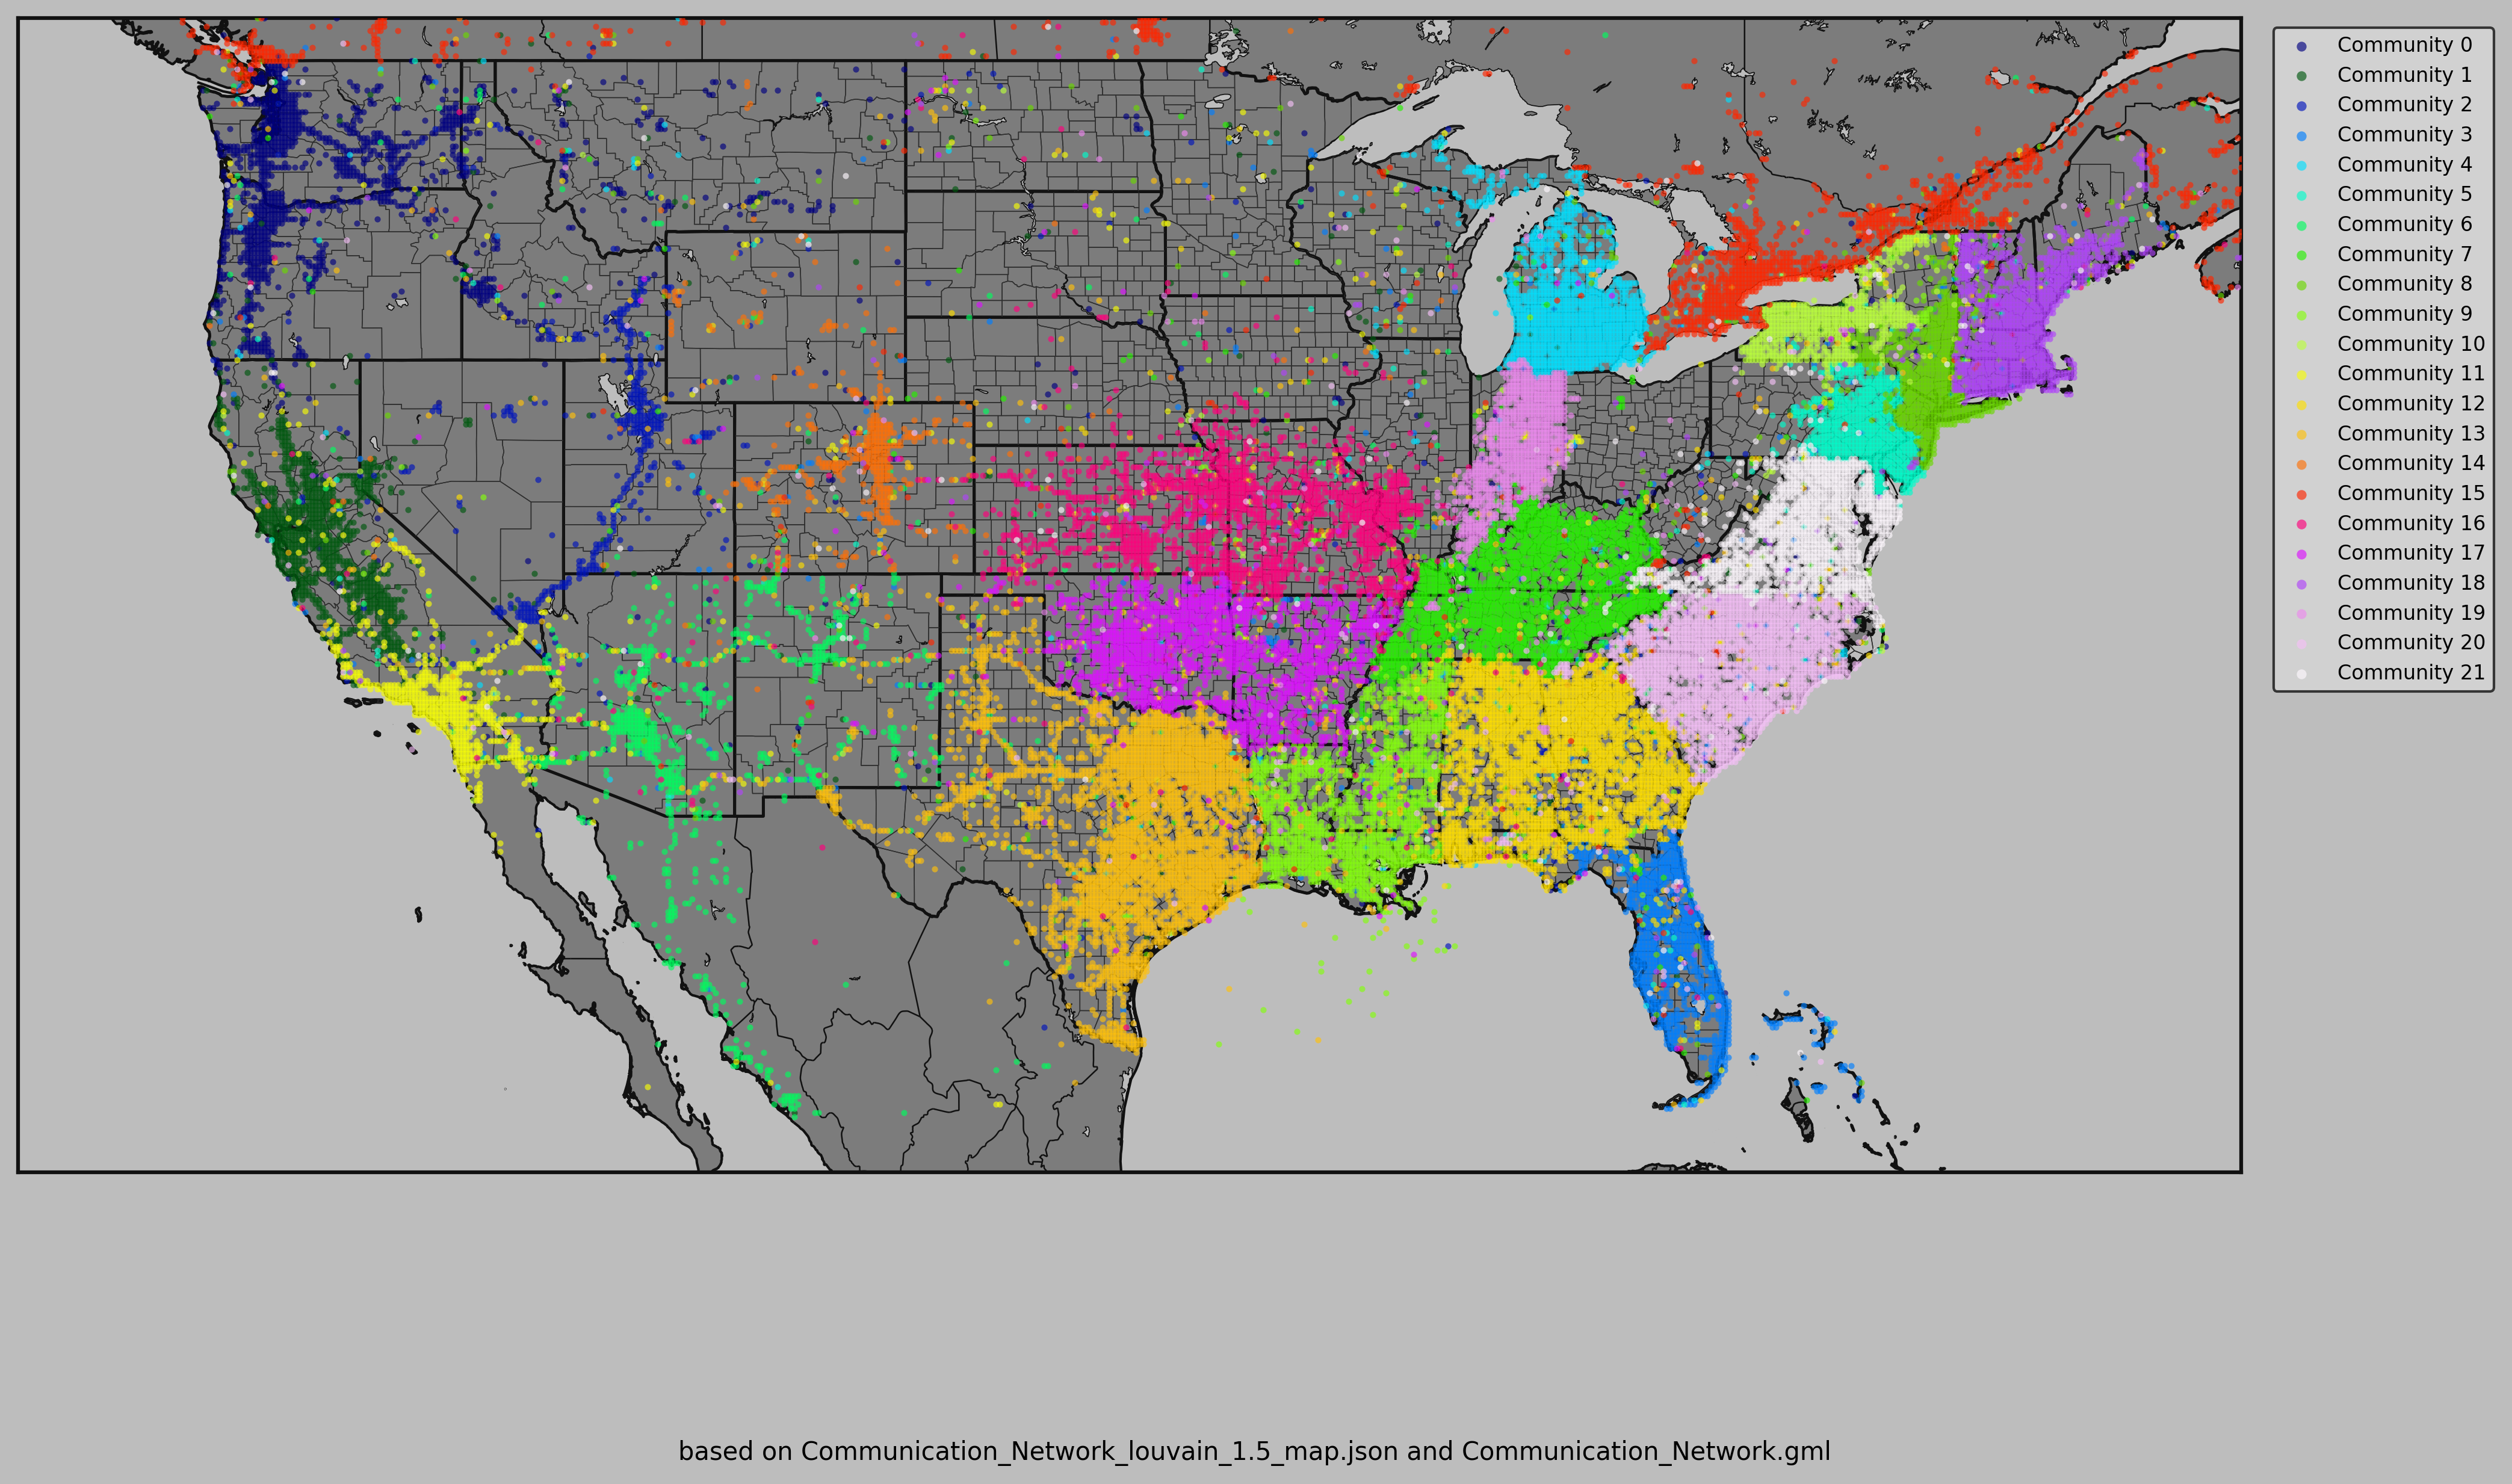 Community 0
Community 1
Community 2
Community 3
Community 4
Community 5
Community 6
Community 7
Community 8
Community 9
Community 10
Community 11
Community 12
Community 13
Community 14
Community 15
Community 16
Community 17
Community 18
Community 19
Community 20
Community 21
based on Communication_Network_louvain_1.5_map.json and Communication_Network.gml